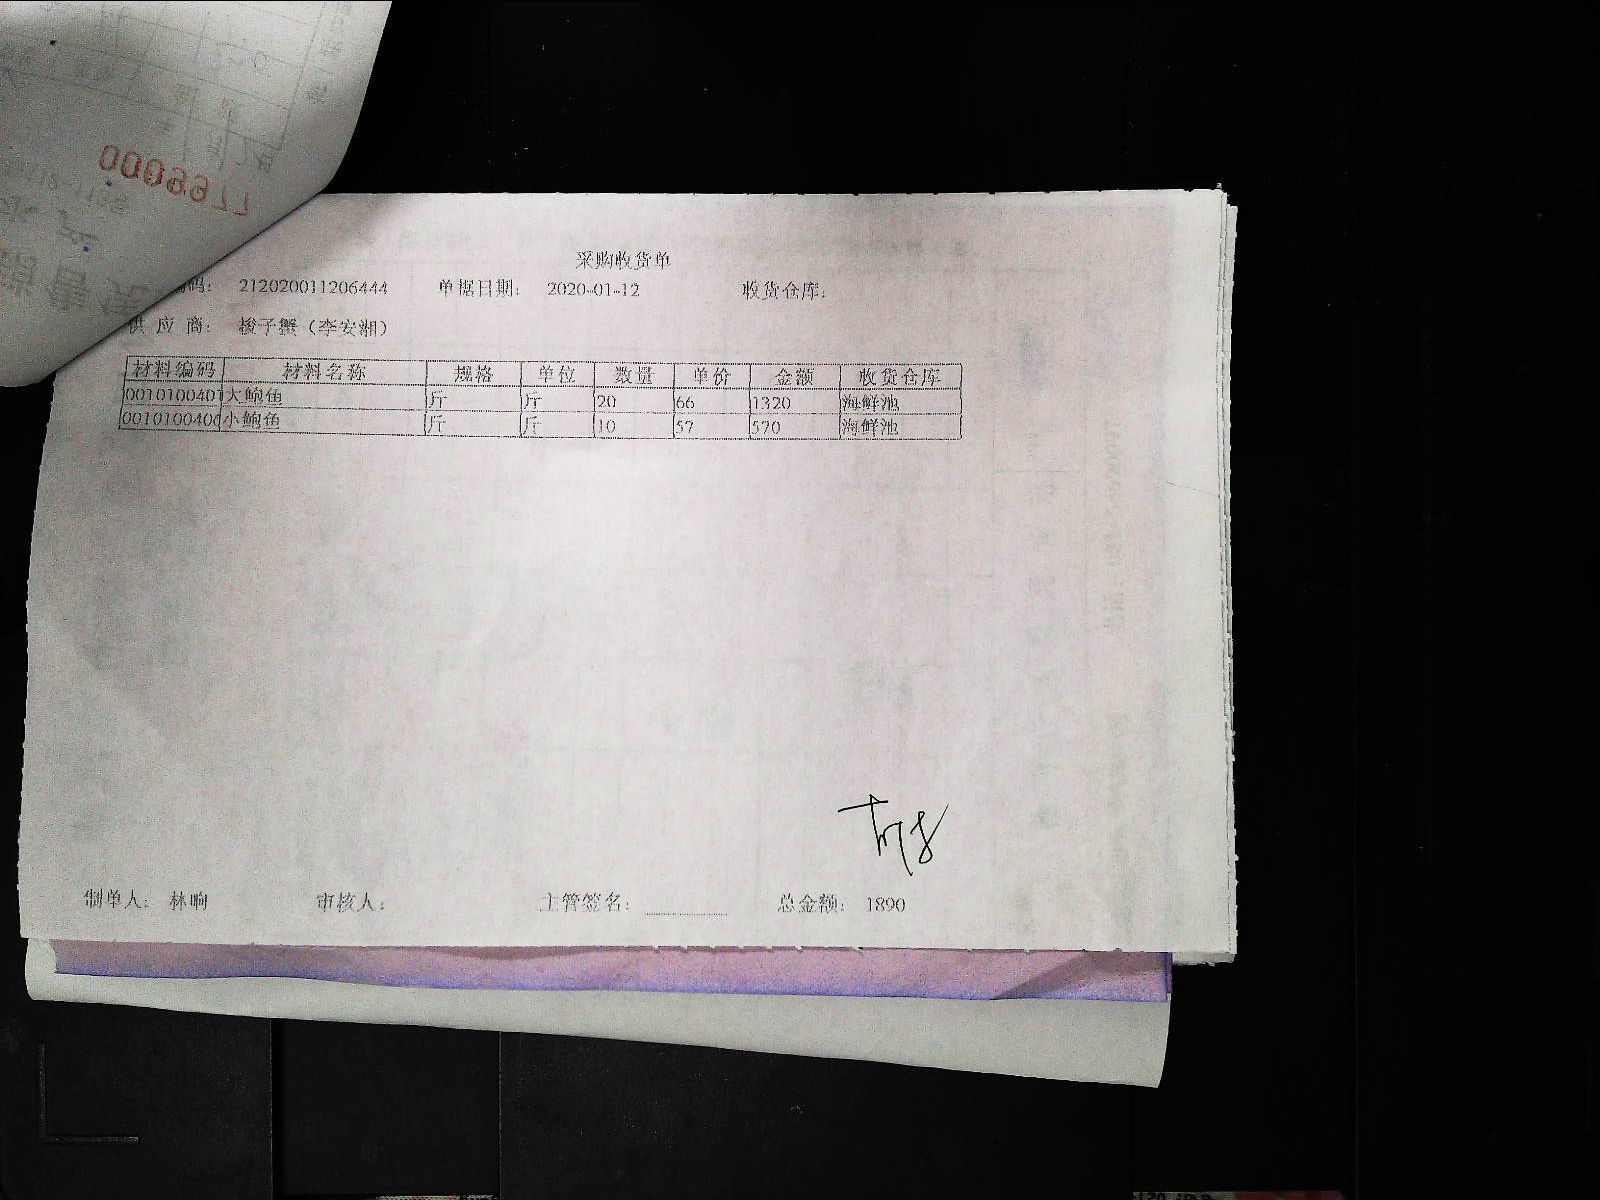 采购收货单
码: 212020011206444 单据日期: 2020-01-12 收货仓库:
供 应 商: 梭子蟹（李安湘）
材料编码 材料名称 规格 单位 数量 单价 金额 收货仓库
0010100401 大鲍鱼 斤 斤 20 66 1320 海鲜池
001010040 小鲍鱼 斤 斤 10 57 570 海鲜池
制单人: 林响 审核人: 主管签名: 总金额: 1890